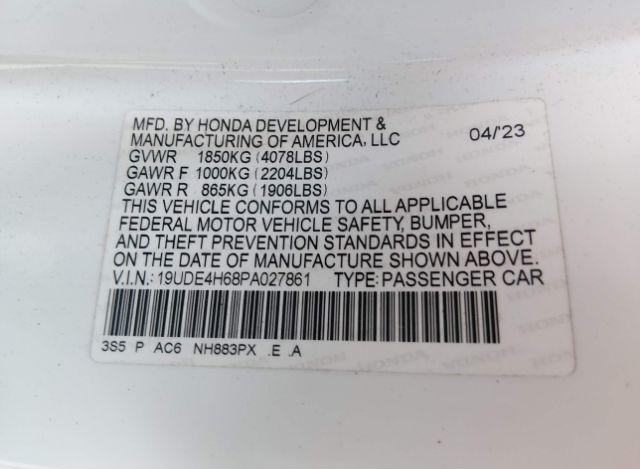 MFD. BY HONDA DEVELOPMENT &
MANUFACTURING OF AMERICA, LLC 04/'23
GVWR 1850KG (4078LBS)
GAWR F 1000KG (2204LBS)
GAWR R 865KG (1906LBS)
THIS VEHICLE CONFORMS TO ALL APPLICABLE
FEDERAL MOTOR VEHICLE SAFETY, BUMPER,
AND THEFT PREVENTION STANDARDS IN EFFECT
ON THE DATE OF MANUFACTURE SHOWN ABOVE.
V.I.N.: 19UDE4H68PA027861 TYPE: PASSENGER CAR
3S5 P AC6 NH883PX .E .A